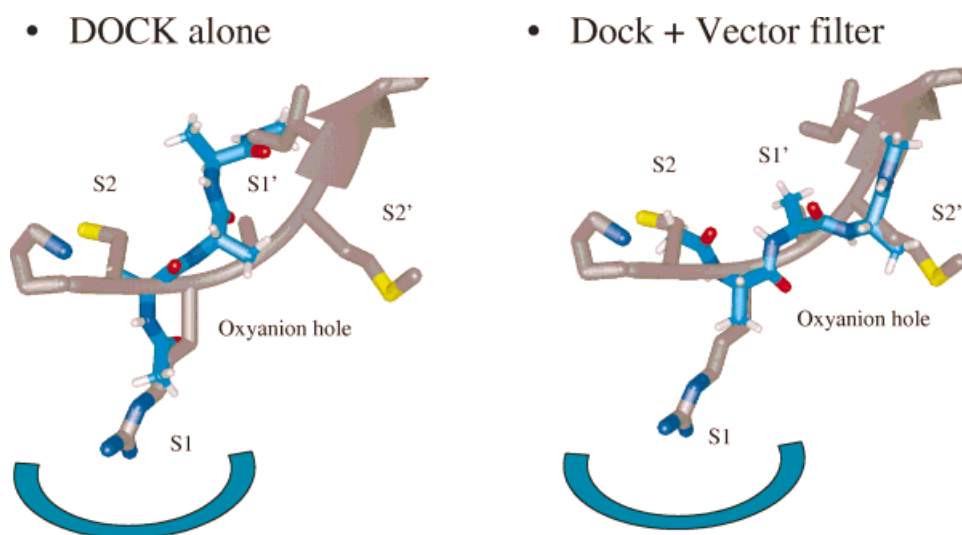 • DOCK alone
• Dock + Vector filter
S2
S1’
S2’
Oxyanion hole
S1
S2
S1’
S2’
Oxyanion hole
S1